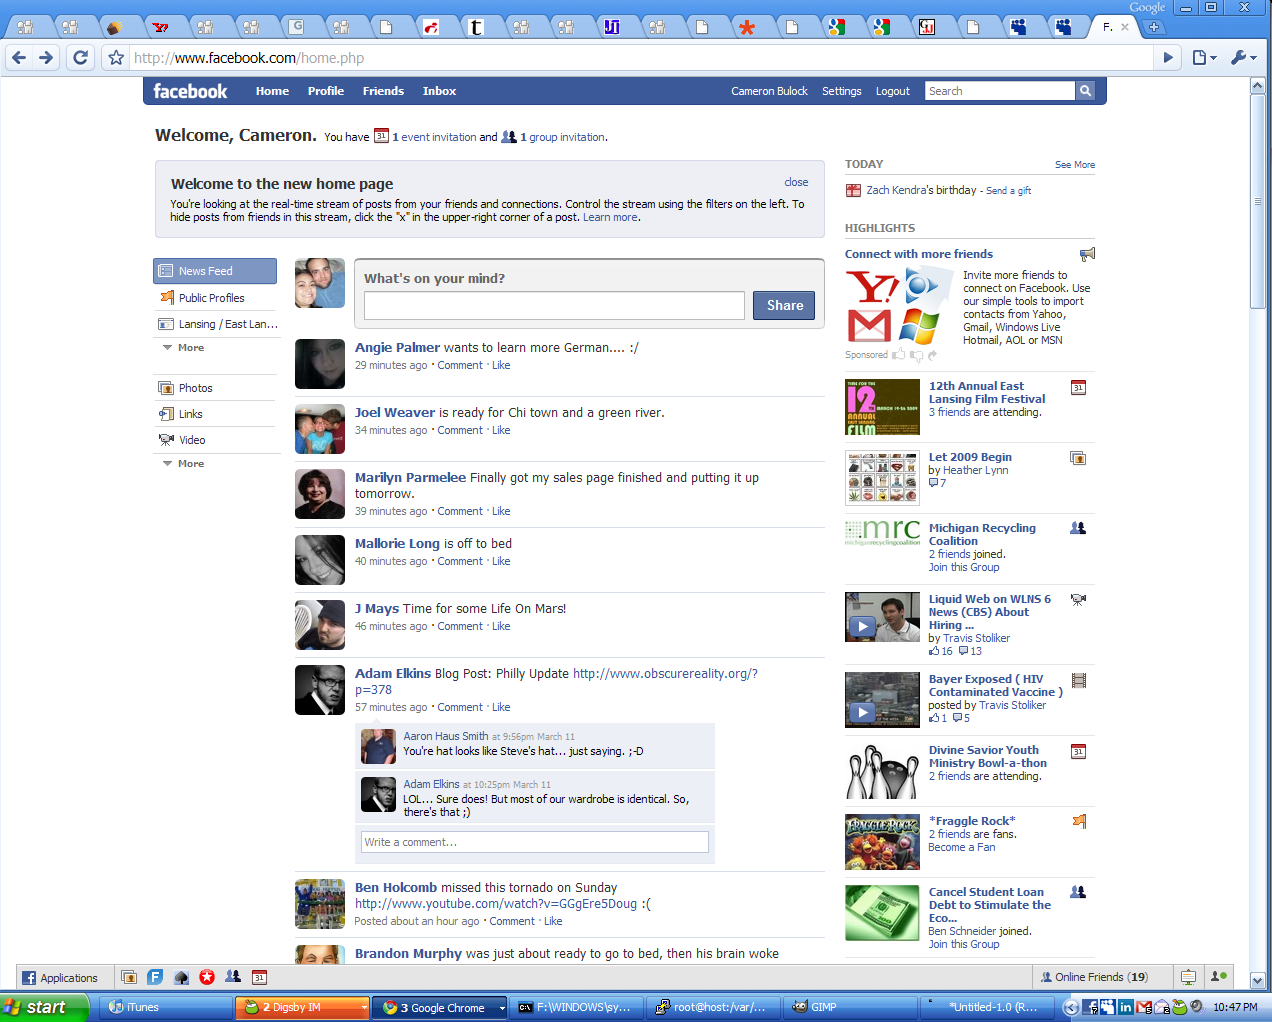 Google
F.
http://www.facebook.com/home.php
facebook Home Profile Friends Inbox Cameron Bulock Settings Logout Search
Welcome, Cameron. You have 1 event invitation and 1 group invitation.
Welcome to the new home page close
You're looking at the real-time stream of posts from your friends and connections. Control the stream using the filters on the left. To
hide posts from friends in this stream, click the "x" in the upper-right corner of a post. Learn more.
News Feed
Public Profiles
Lansing / East Lan...
More
Photos
Links
Video
More
What's on your mind?
Share
Angie Palmer wants to learn more German.... :/
29 minutes ago · Comment · Like
Joel Weaver is ready for Chi town and a green river.
34 minutes ago · Comment · Like
Marilyn Parmelee Finally got my sales page finished and putting it up
tomorrow.
39 minutes ago · Comment · Like
Mallorie Long is off to bed
40 minutes ago · Comment · Like
J Mays Time for some Life On Mars!
46 minutes ago · Comment · Like
Adam Elkins Blog Post: Philly Update http://www.obscurereality.org/?
p=378
57 minutes ago · Comment · Like
Aaron Haus Smith at 9:56pm March 11
You're hat looks like Steve's hat... just saying. ;-D
Adam Elkins at 10:25pm March 11
LOL... Sure does! But most of our wardrobe is identical. So,
there's that ;)
Write a comment...
Ben Holcomb missed this tornado on Sunday
http://www.youtube.com/watch?v=GGgEre5Doug :(
Posted about an hour ago · Comment · Like
Brandon Murphy was just about ready to go to bed, then his brain woke
TODAY See More
Zach Kendra's birthday - Send a gift
HIGHLIGHTS
Connect with more friends
Invite more friends to
connect on Facebook. Use
our simple tools to import
contacts from Yahoo,
Gmail, Windows Live
Hotmail, AOL or MSN
Sponsored
TIME FOR THE
12th
MARCH 19-26 2009
ANNUAL
EAST LANSING
FILM
12th Annual East
Lansing Film Festival
3 friends are attending.
Let 2009 Begin
by Heather Lynn
7
mrc
michiganrecyclingcoalition
Michigan Recycling
Coalition
2 friends joined.
Join this Group
Liquid Web on WLNS 6
News (CBS) About
Hiring ...
by Travis Stoliker
16 13
Bayer Exposed ( HIV
Contaminated Vaccine )
posted by Travis Stoliker
1 5
Divine Savior Youth
Ministry Bowl-a-thon
2 friends are attending.
FRAGGLE ROCK
*Fraggle Rock*
2 friends are fans.
Become a Fan
Cancel Student Loan
Debt to Stimulate the
Eco...
Ben Schneider joined.
Join this Group
Applications Online Friends (19)
start iTunes 2 Digsby IM 3 Google Chrome F:\WINDOWS\sy... root@host:/var/... GIMP *Untitled-1.0 (R... 10:47 PM